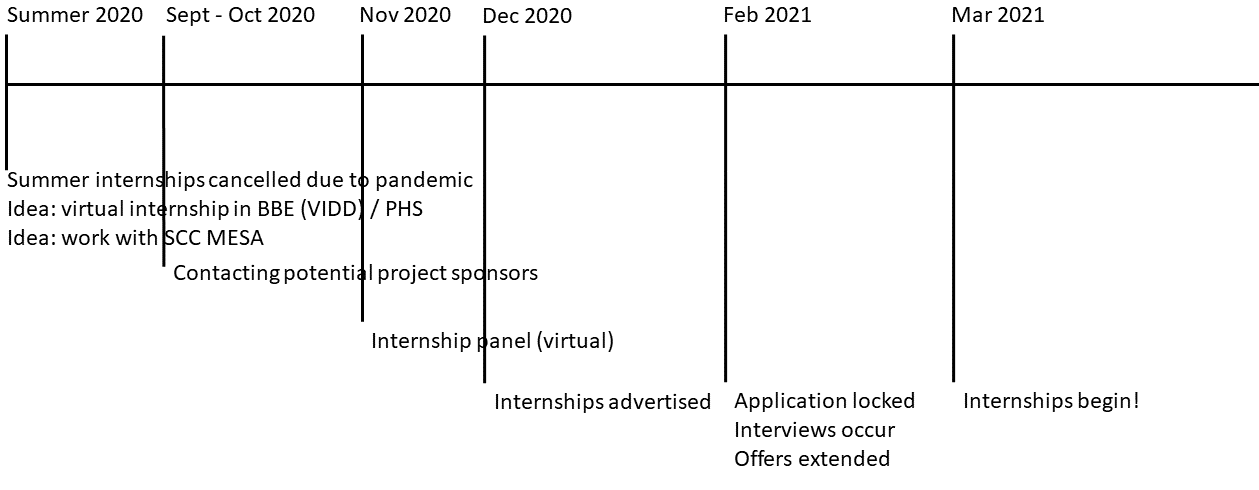 Summer 2020
Sept - Oct 2020
Nov 2020
Dec 2020
Feb 2021
Mar 2021
Summer internships cancelled due to pandemic
Idea: virtual internship in BBE (VIDD) / PHS
Idea: work with SCC MESA
Contacting potential project sponsors
Internship panel (virtual)
Internships advertised
Application locked
Interviews occur
Offers extended
Internships begin!